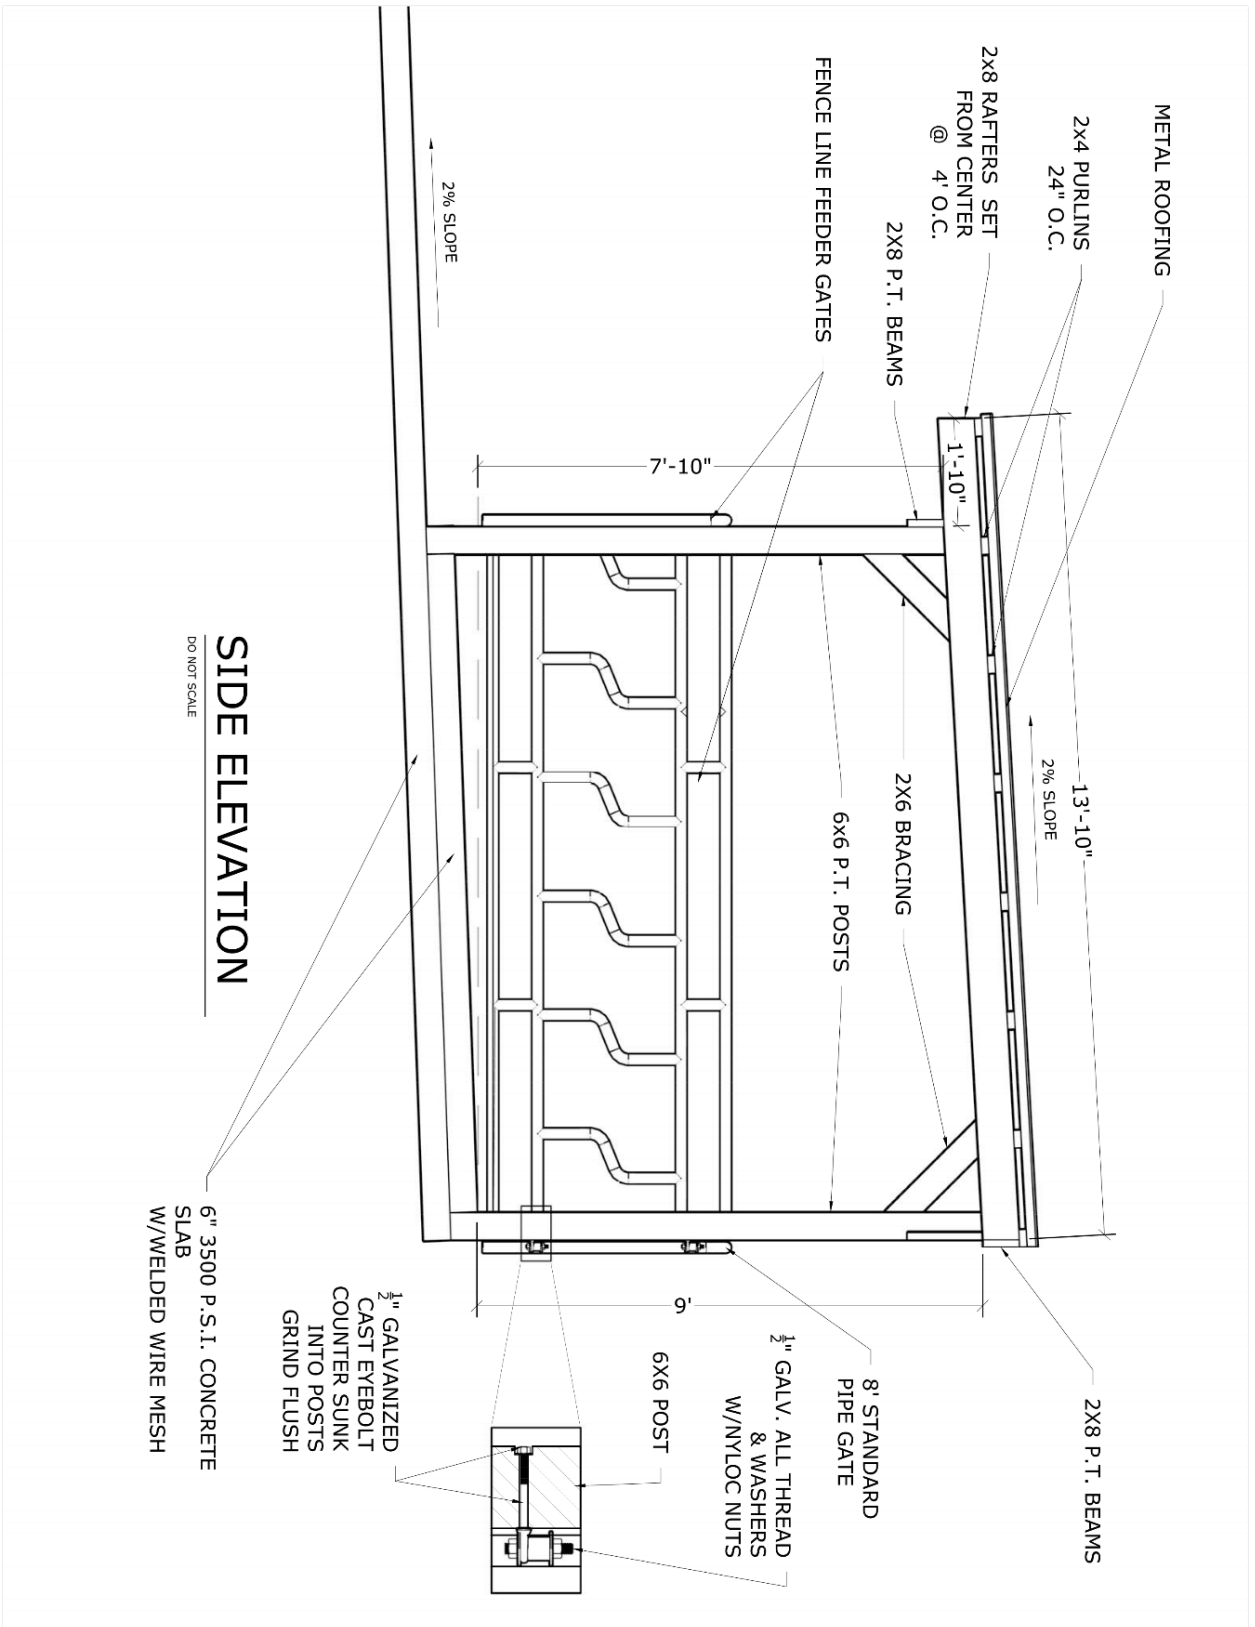 METAL ROOFING
2x4 PURLINS
24" O.C.
2x8 RAFTERS SET
FROM CENTER
@ 4' O.C.
2X8 P.T. BEAMS
FENCE LINE FEEDER GATES
2% SLOPE
1'-10"
7'-10"
13'-10"
2% SLOPE
2X6 BRACING
6x6 P.T. POSTS
9'
2X8 P.T. BEAMS
8' STANDARD
PIPE GATE
½" GALV. ALL THREAD
& WASHERS
W/NYLOC NUTS
6X6 POST
½" GALVANIZED
CAST EYEBOLT
COUNTER SUNK
INTO POSTS
GRIND FLUSH
6" 3500 P.S.I. CONCRETE
SLAB
W/WELDED WIRE MESH
SIDE ELEVATION
DO NOT SCALE